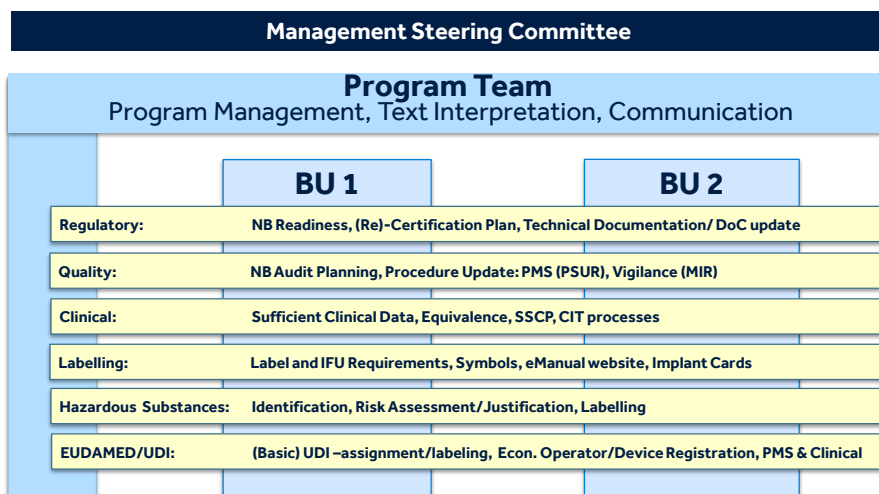 Management Steering Committee
Program Team
Program Management, Text Interpretation, Communication
BU 1 BU 2
Regulatory: NB Readiness, (Re)-Certification Plan, Technical Documentation/ DoC update
Quality: NB Audit Planning, Procedure Update: PMS (PSUR), Vigilance (MIR)
Clinical: Sufficient Clinical Data, Equivalence, SSCP, CIT processes
Labelling: Label and IFU Requirements, Symbols, eManual website, Implant Cards
Hazardous Substances: Identification, Risk Assessment/Justification, Labelling
EUDAMED/UDI: (Basic) UDI –assignment/labeling, Econ. Operator/Device Registration, PMS & Clinical